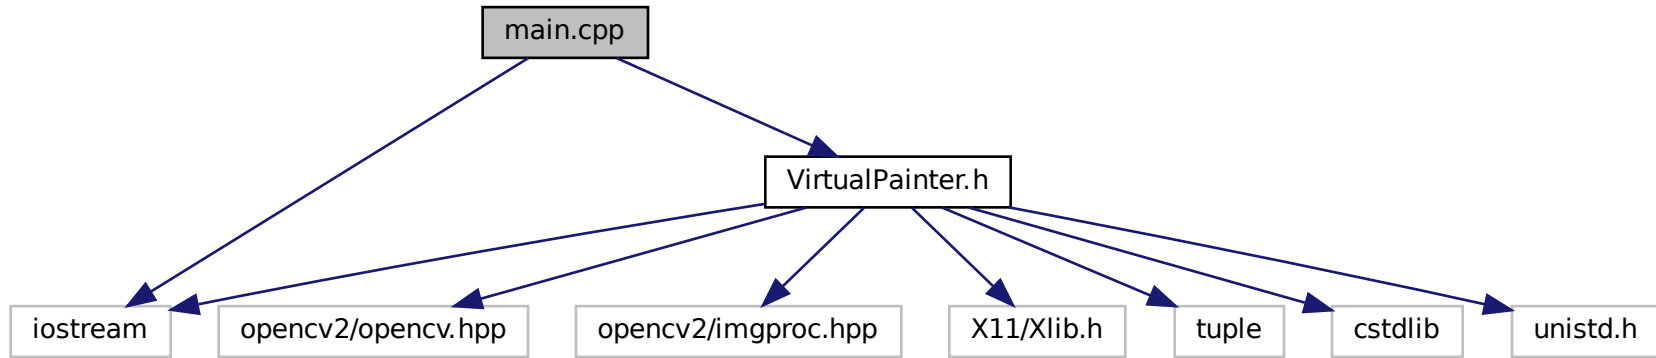 main.cpp
VirtualPainter.h
iostream
opencv2/opencv.hpp
opencv2/imgproc.hpp
X11/Xlib.h
tuple
cstdlib
unistd.h